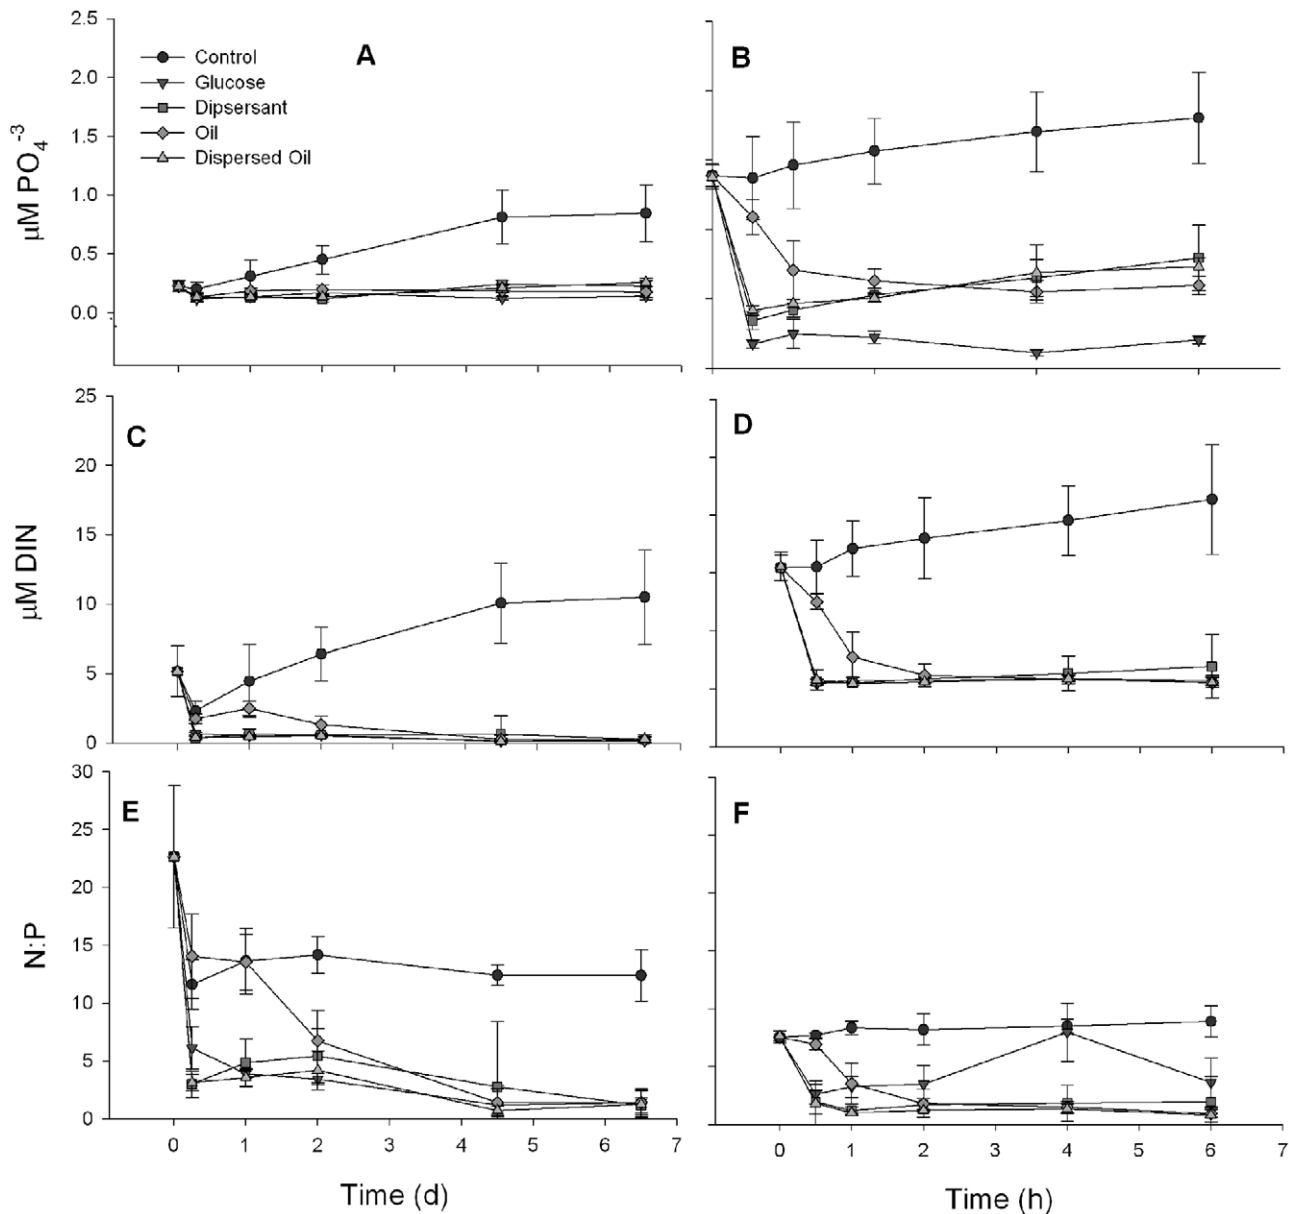 2.5
2.0
1.5
1.0
0.5
0.0
µM PO₄⁻³
Control
Glucose
Dipsersant
Oil
Dispersed Oil
A
B
25
20
15
10
5
0
µM DIN
C
D
30
25
20
15
10
5
0
N:P
E
F
0 1 2 3 4 5 6 7
Time (d)
0 1 2 3 4 5 6 7
Time (h)